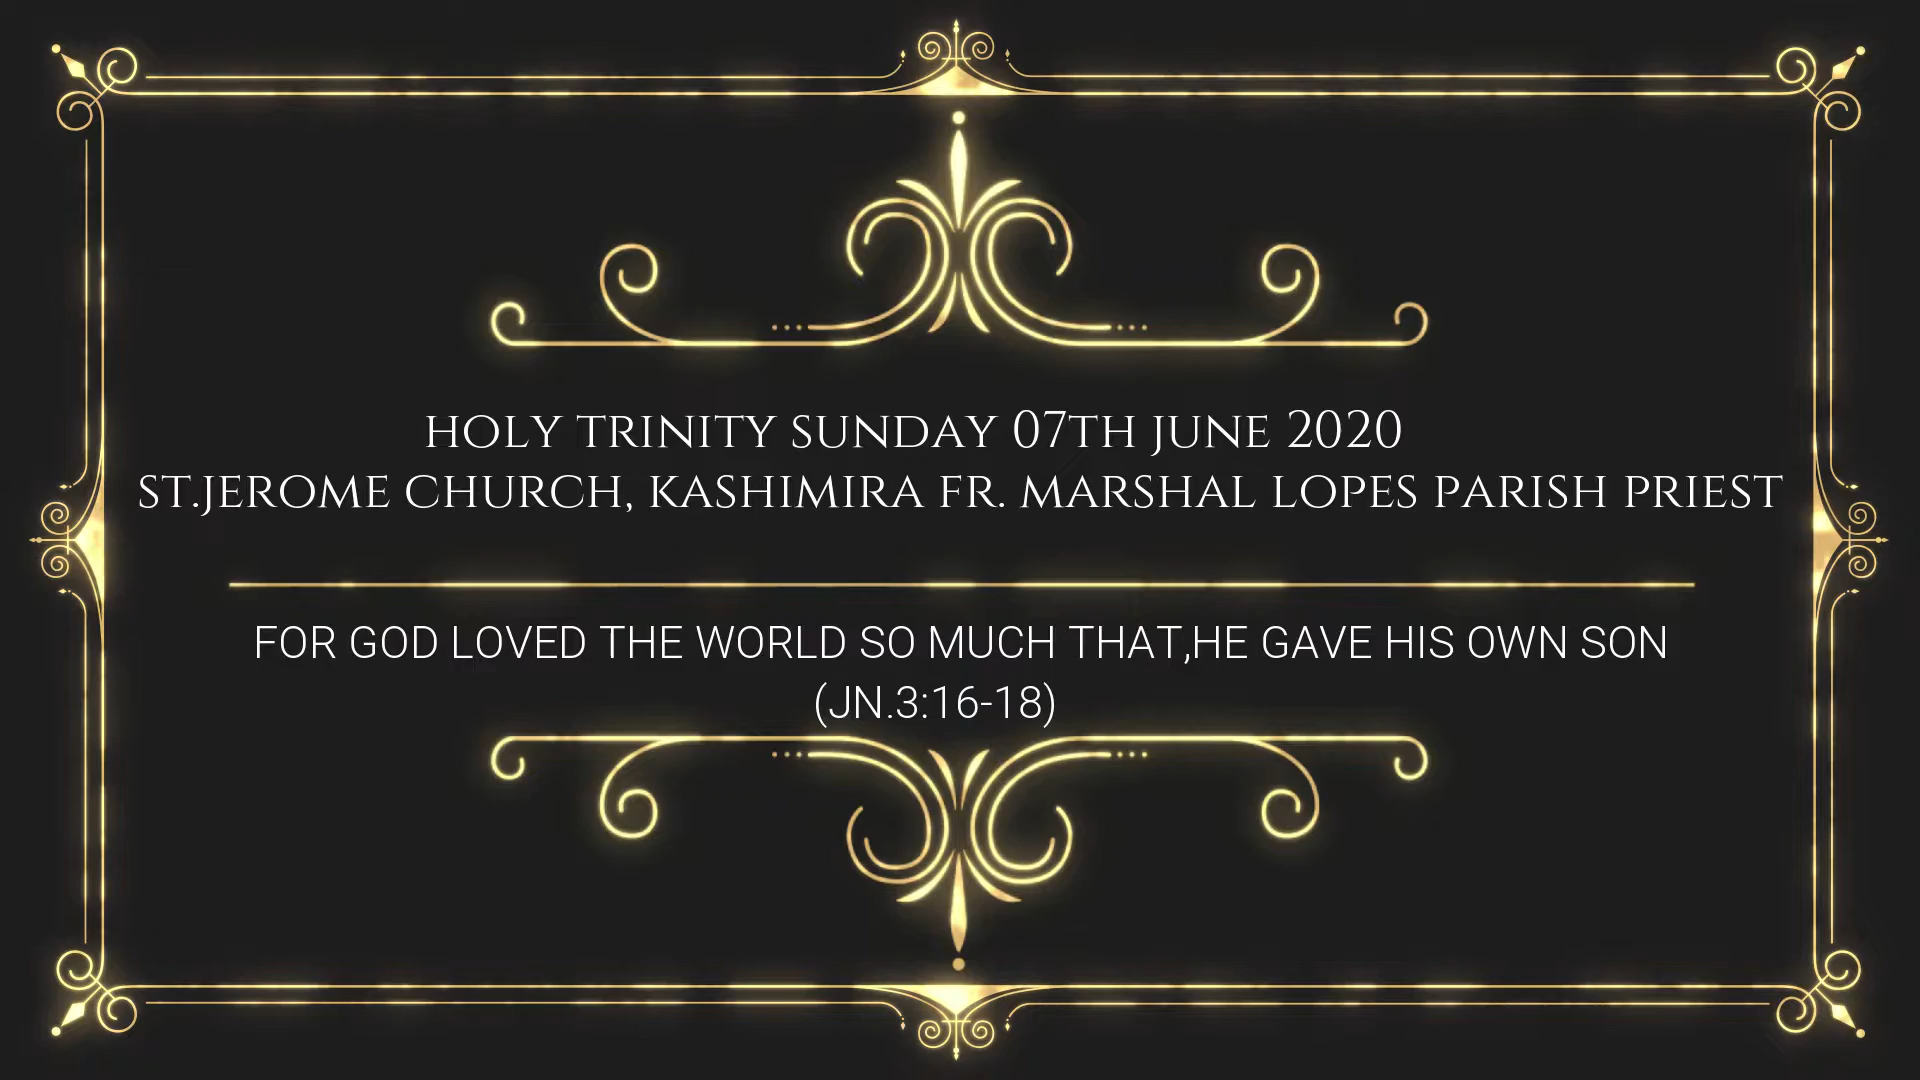 HOLY TRINITY SUNDAY 07TH JUNE 2020
ST.JEROME CHURCH, KASHIMIRA FR. MARSHAL LOPES PARISH PRIEST
FOR GOD LOVED THE WORLD SO MUCH THAT,HE GAVE HIS OWN SON
(JN.3:16-18)